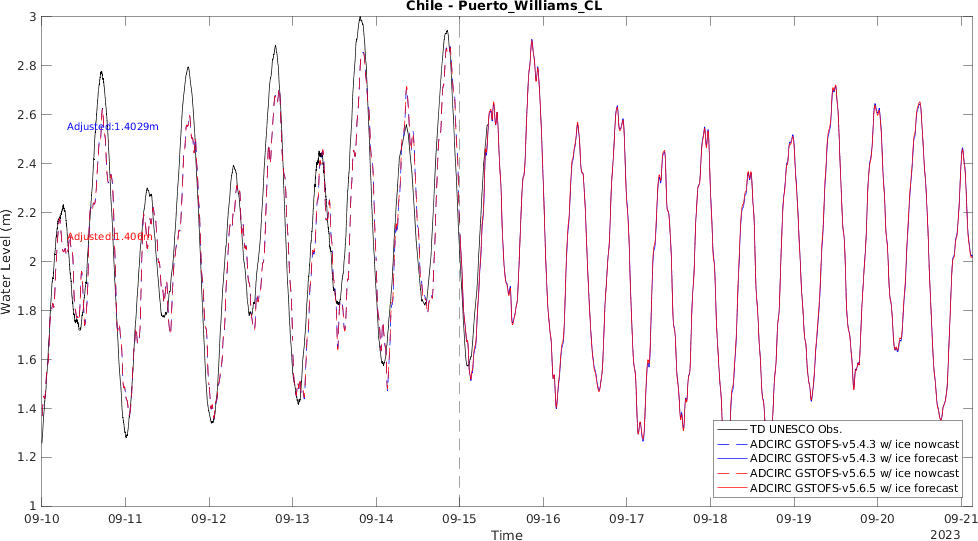 Chile - Puerto_Williams_CL
3
2.8
2.6
2.4
2.2
2
1.8
1.6
1.4
1.2
1
Water Level (m)
Adjusted:1.4029m
Adjusted:1.406m
TD UNESCO Obs.
ADCIRC GSTOFS-v5.4.3 w/ ice nowcast
ADCIRC GSTOFS-v5.4.3 w/ ice forecast
ADCIRC GSTOFS-v5.6.5 w/ ice nowcast
ADCIRC GSTOFS-v5.6.5 w/ ice forecast
09-10 09-11 09-12 09-13 09-14 09-15 09-16 09-17 09-18 09-19 09-20 09-21
2023
Time